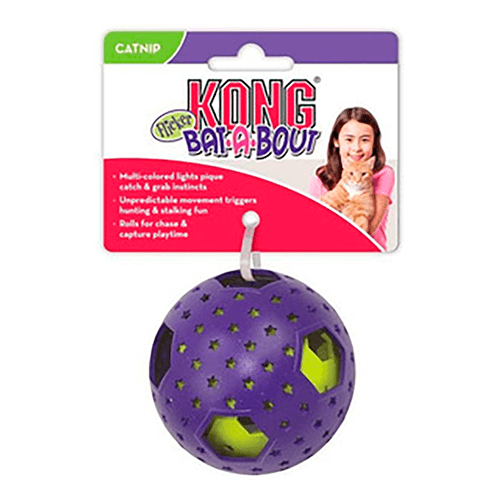 CATNIP
KONG®
Flicker
BAT-A-BOUT
• Multi-colored lights pique
catch & grab instincts
• Unpredictable movement triggers
hunting & stalking fun
• Rolls for chase &
capture playtime